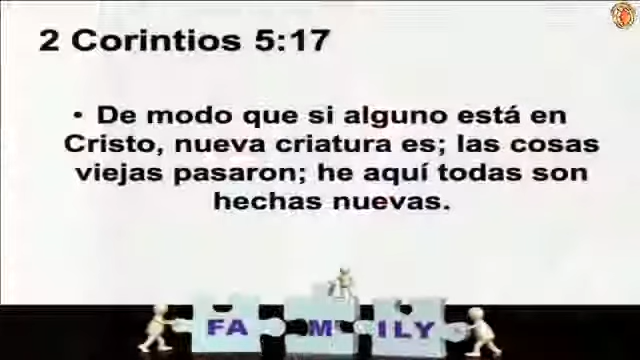 2 Corintios 5:17
• De modo que si alguno está en
Cristo, nueva criatura es; las cosas
viejas pasaron; he aquí todas son
hechas nuevas.
FA M ILY